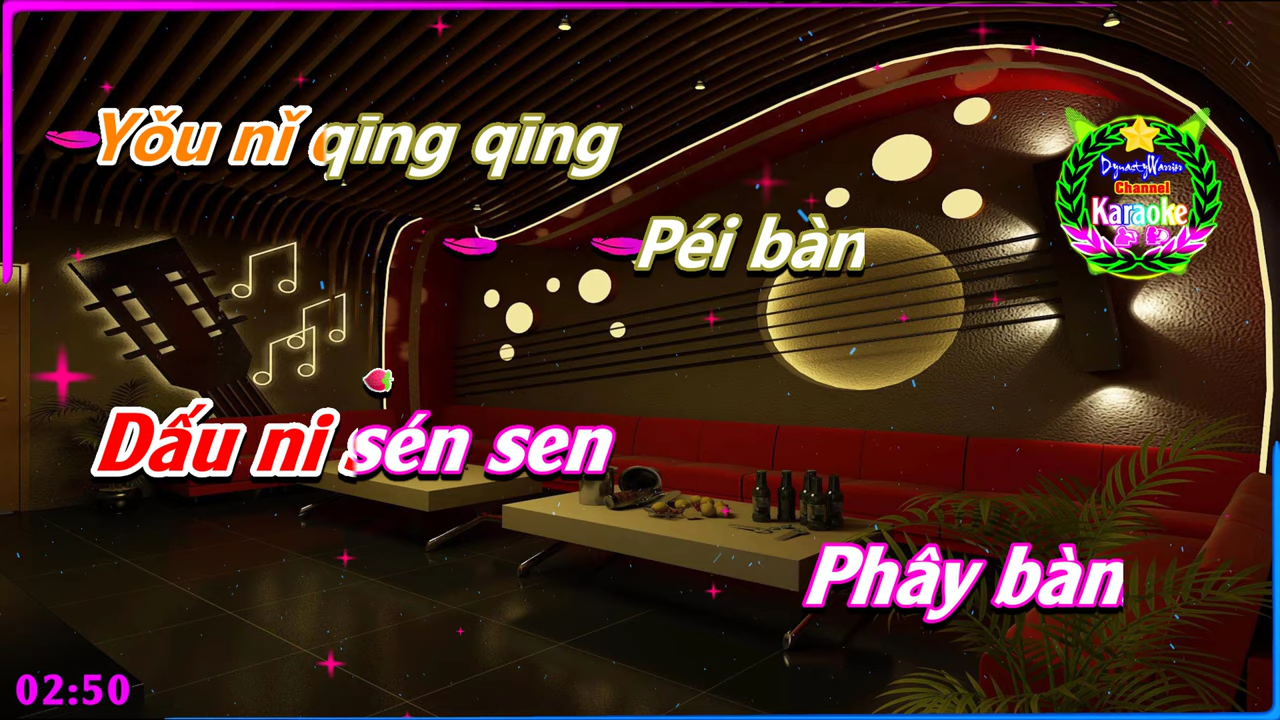 Yǒu nǐ qīng qīng
Péi bàn
Dấu ni sén sen
Phây bàn
DynastyWarrior
Channel
Karaoke
02:50